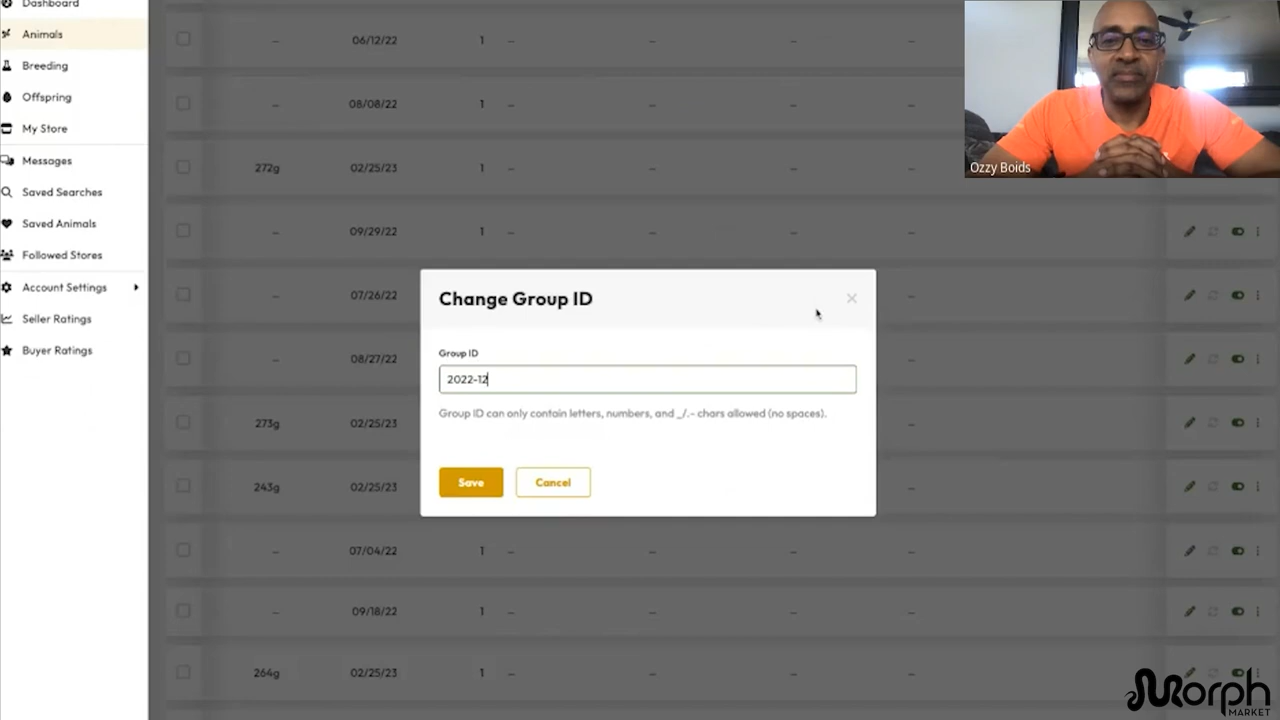 Dashboard
Animals
Breeding
Offspring
My Store
Messages
Saved Searches
Saved Animals
Followed Stores
Account Settings
Seller Ratings
Buyer Ratings
– 06/12/22 1 – – – –
– 08/08/22 1 – – – –
272g 02/25/23 1 – – – –
– 09/29/22 1 – – – –
– 07/26/22
– 08/27/22 –
273g 02/25/23 –
243g 02/25/23 –
– 07/04/22 1 – – – –
– 09/18/22 1 – – – –
264g 02/25/23 1 – – – –
Change Group ID
Group ID
2022-12
Group ID can only contain letters, numbers, and _/.- chars allowed (no spaces).
Save Cancel
Ozzy Boids
Morph
MARKET